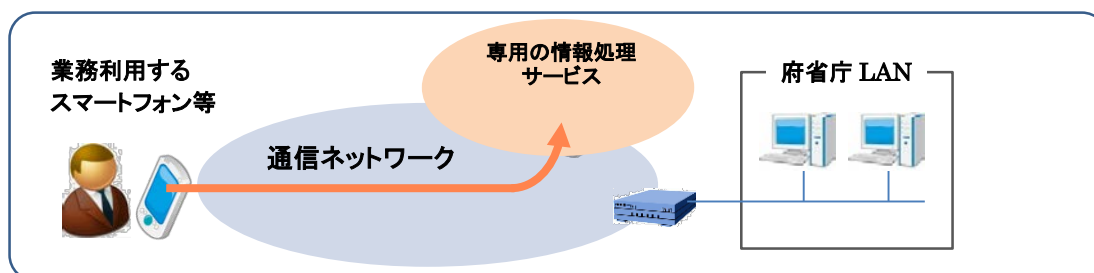 業務利用する
スマートフォン等
専用の情報処理
サービス
通信ネットワーク
府省庁 LAN